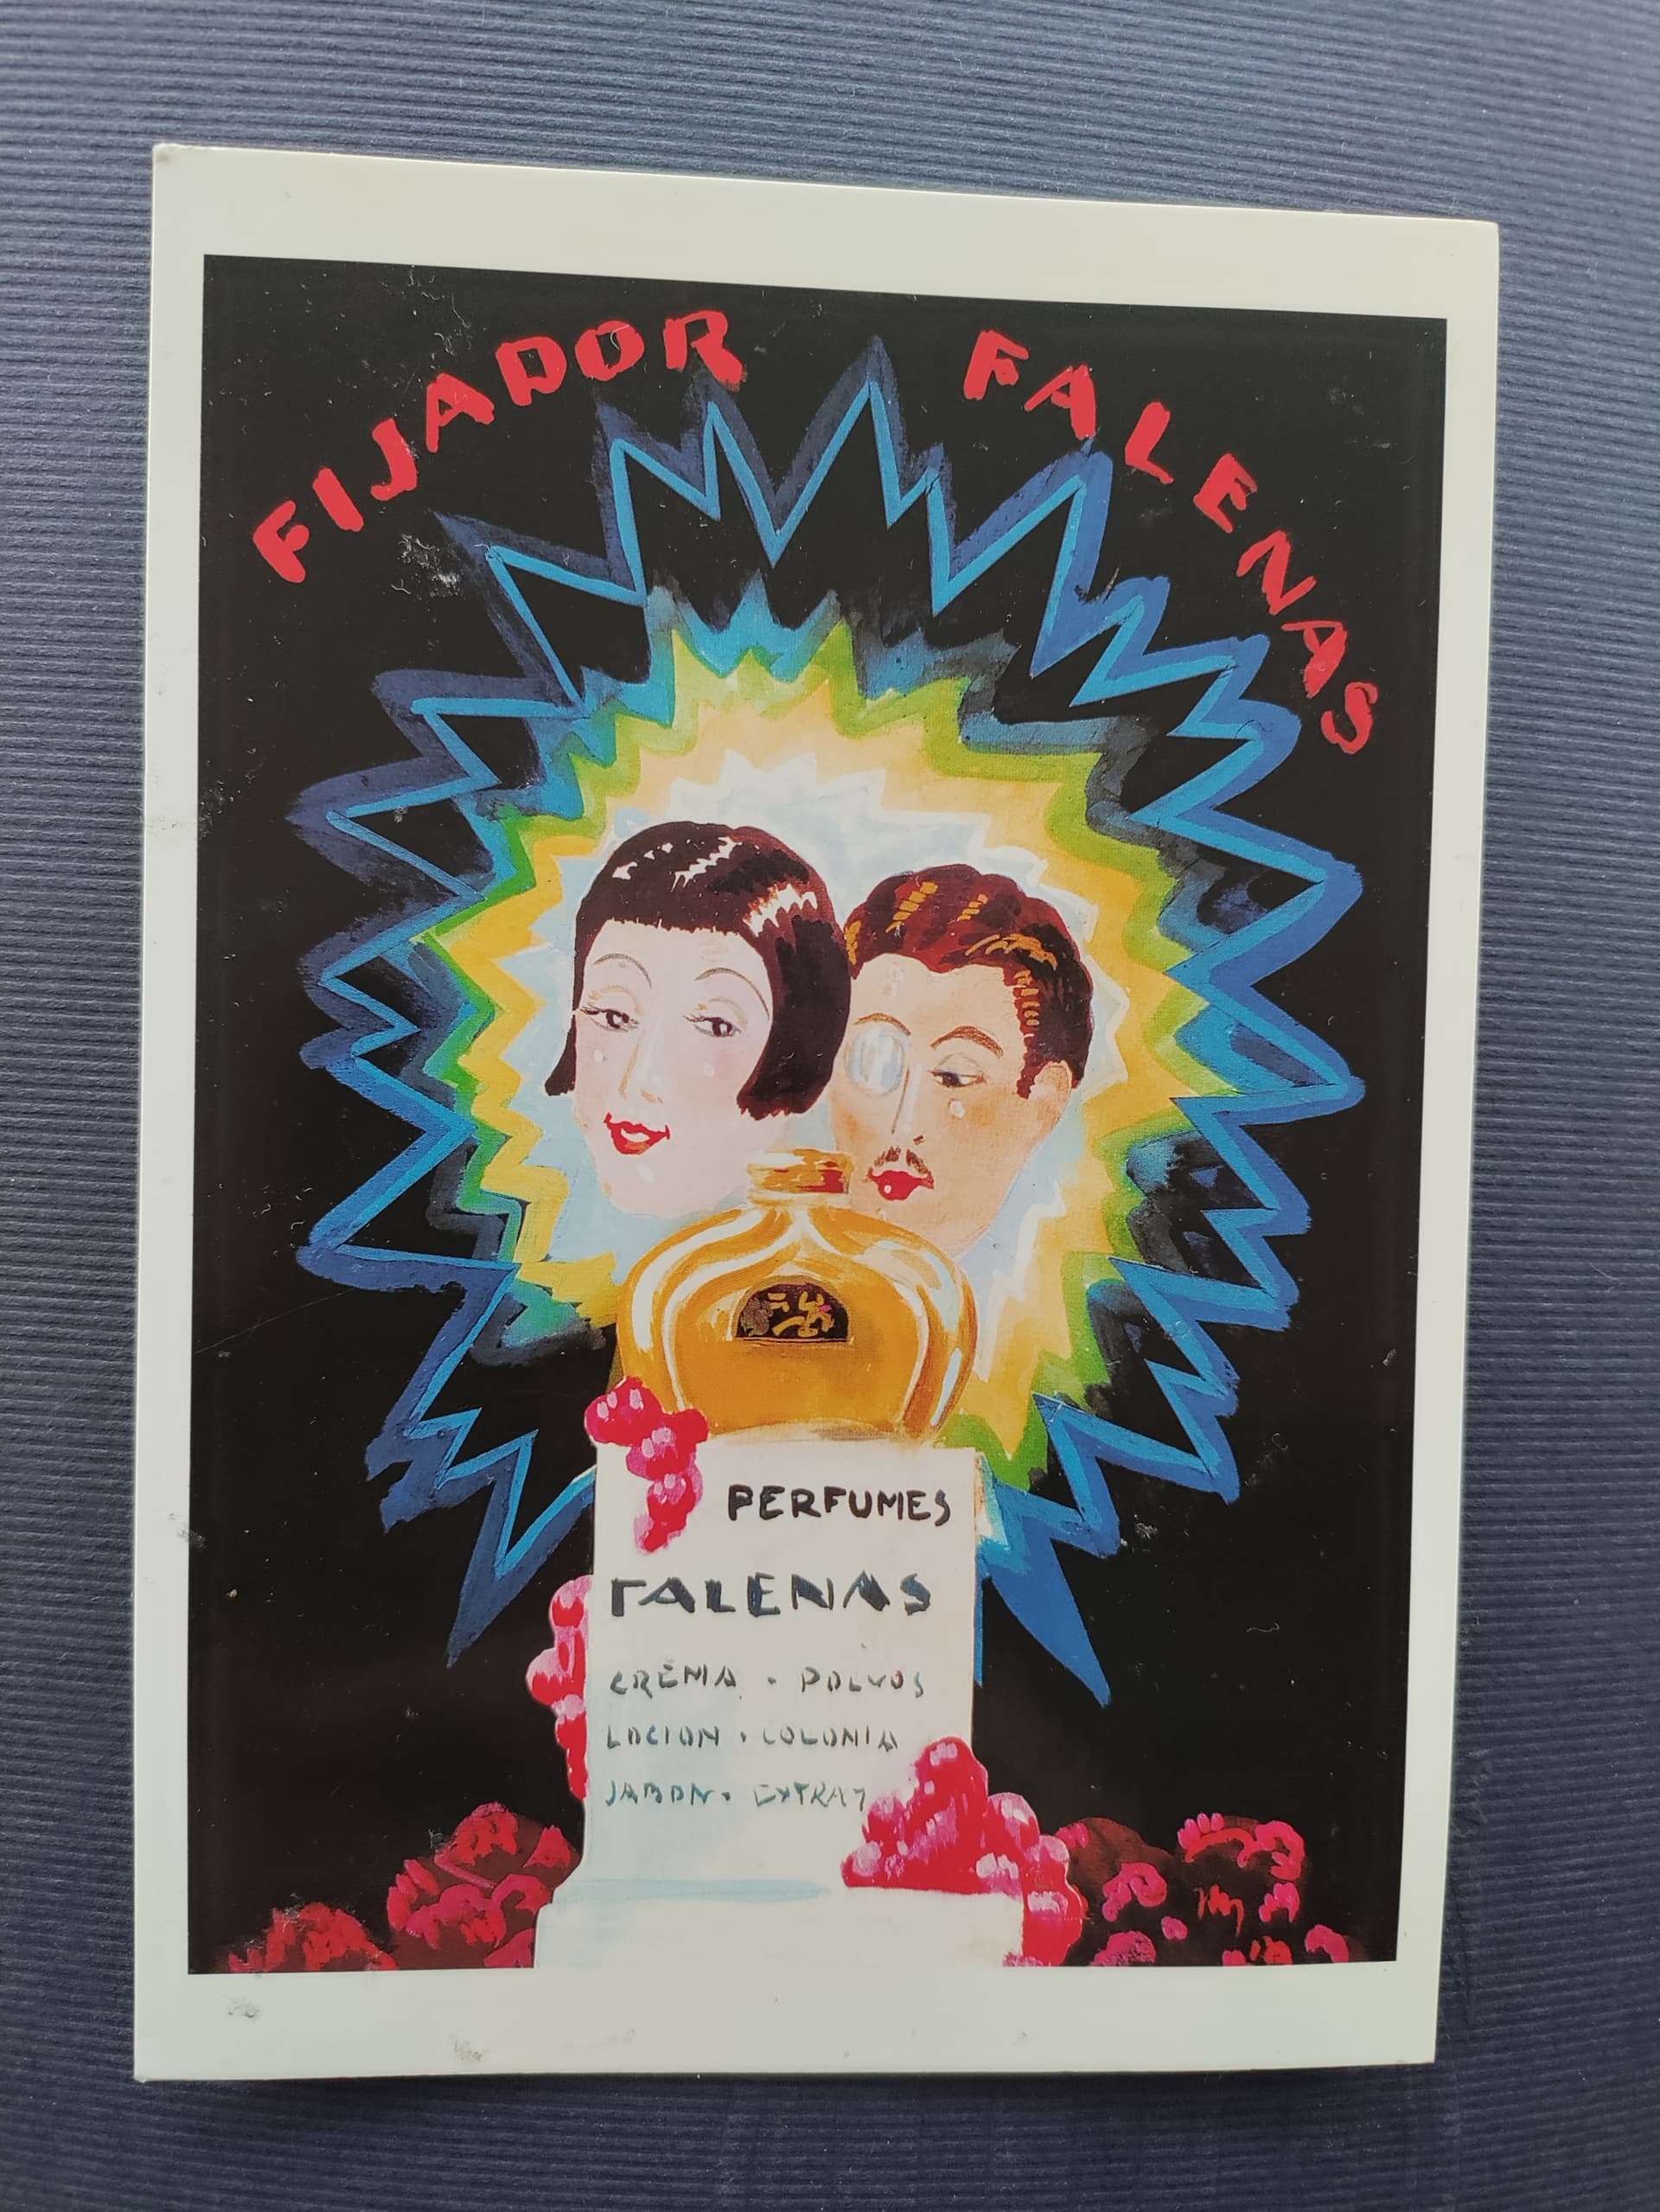 FIJADOR FALENAS
PERFUMES
FALENAS
CREMA · POLVOS
LOCION · COLONIA
JABON · EXTRAT